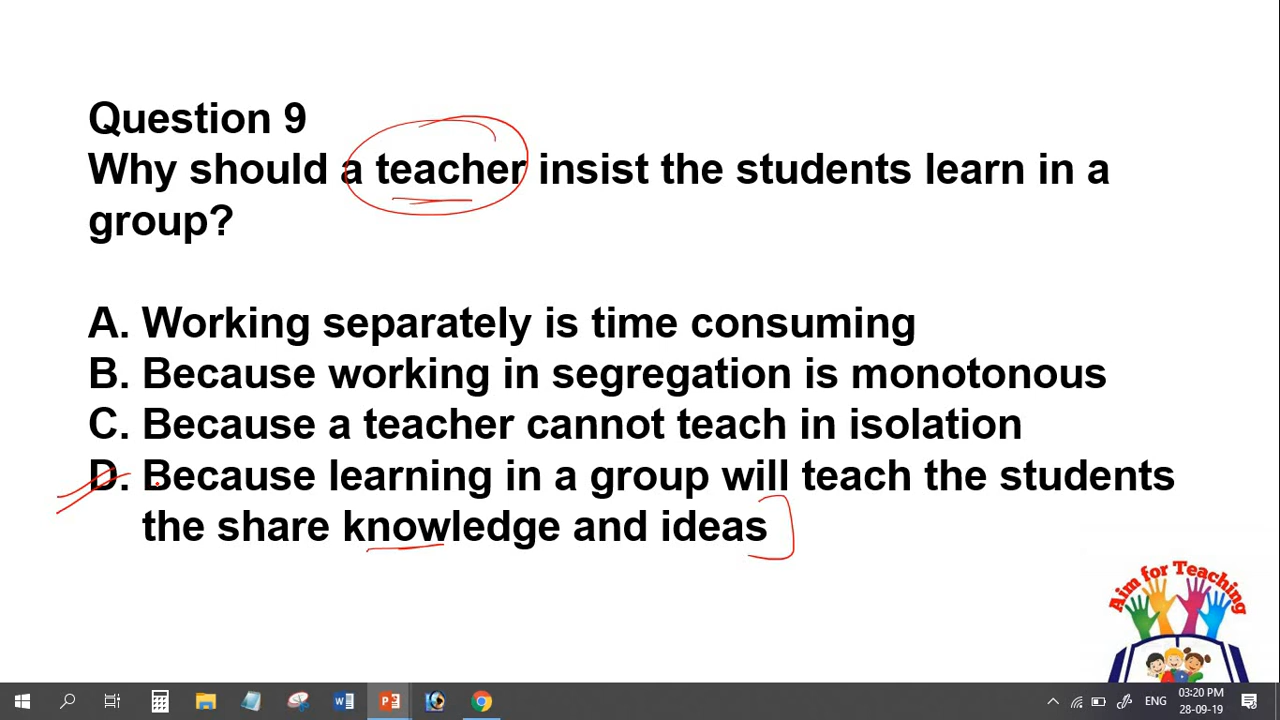 Question 9
Why should a teacher insist the students learn in a
group?
A. Working separately is time consuming
B. Because working in segregation is monotonous
C. Because a teacher cannot teach in isolation
D. Because learning in a group will teach the students
the share knowledge and ideas
Aim for Teaching
ENG
03:20 PM
28-09-19